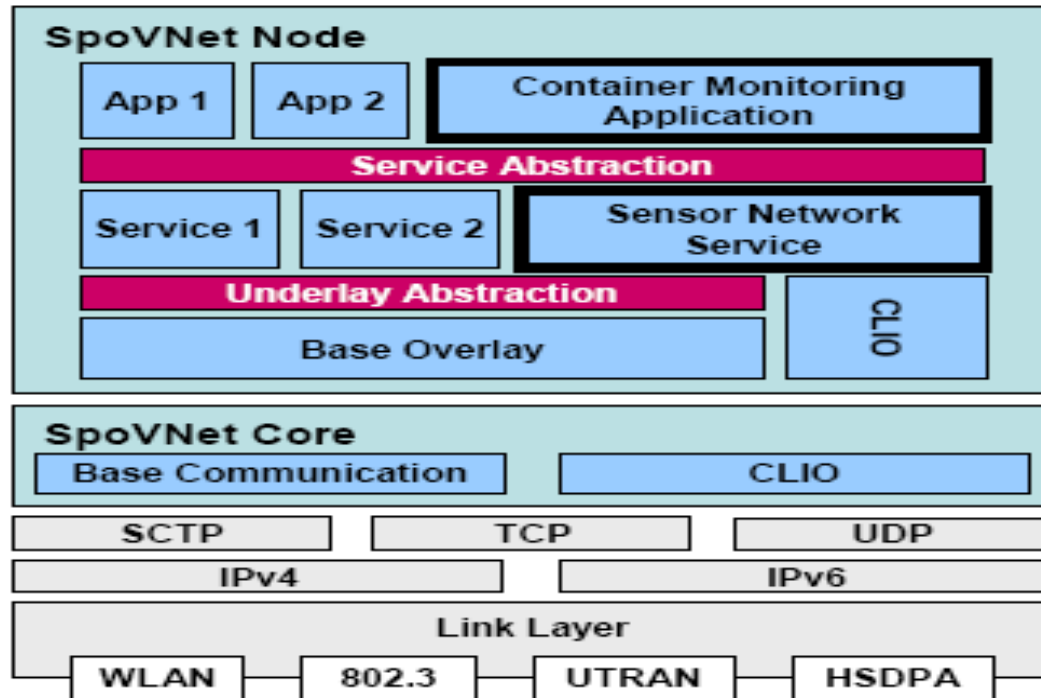 SpoVNet Node
App 1
App 2
Container Monitoring
Application
Service Abstraction
Service 1
Service 2
Sensor Network
Service
Underlay Abstraction
CLIO
Base Overlay
SpoVNet Core
Base Communication
CLIO
SCTP
TCP
UDP
IPv4
IPv6
Link Layer
WLAN
802.3
UTRAN
HSDPA